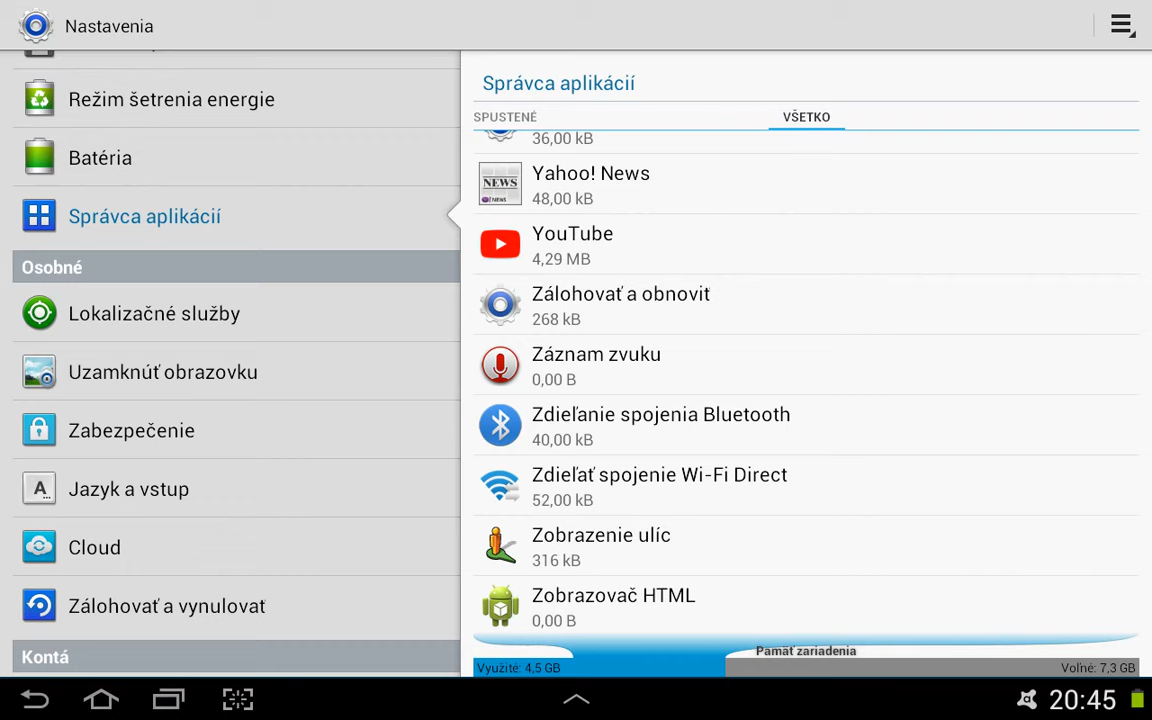 Nastavenia
Režim šetrenia energie
Batéria
Správca aplikácií
Osobné
Lokalizačné služby
Uzamknúť obrazovku
Zabezpečenie
A
Jazyk a vstup
Cloud
Zálohovať a vynulovať
Kontá
Správca aplikácií
SPUSTENÉ
VŠETKO
36,00 kB
NEWS
Yahoo! News
48,00 kB
YouTube
4,29 MB
Zálohovať a obnoviť
268 kB
Záznam zvuku
0,00 B
Zdieľanie spojenia Bluetooth
40,00 kB
Zdieľať spojenie Wi-Fi Direct
52,00 kB
Zobrazenie ulíc
316 kB
Zobrazovač HTML
0,00 B
Pamäť zariadenia
Využité: 4,5 GB
Voľné: 7,3 GB
20:45